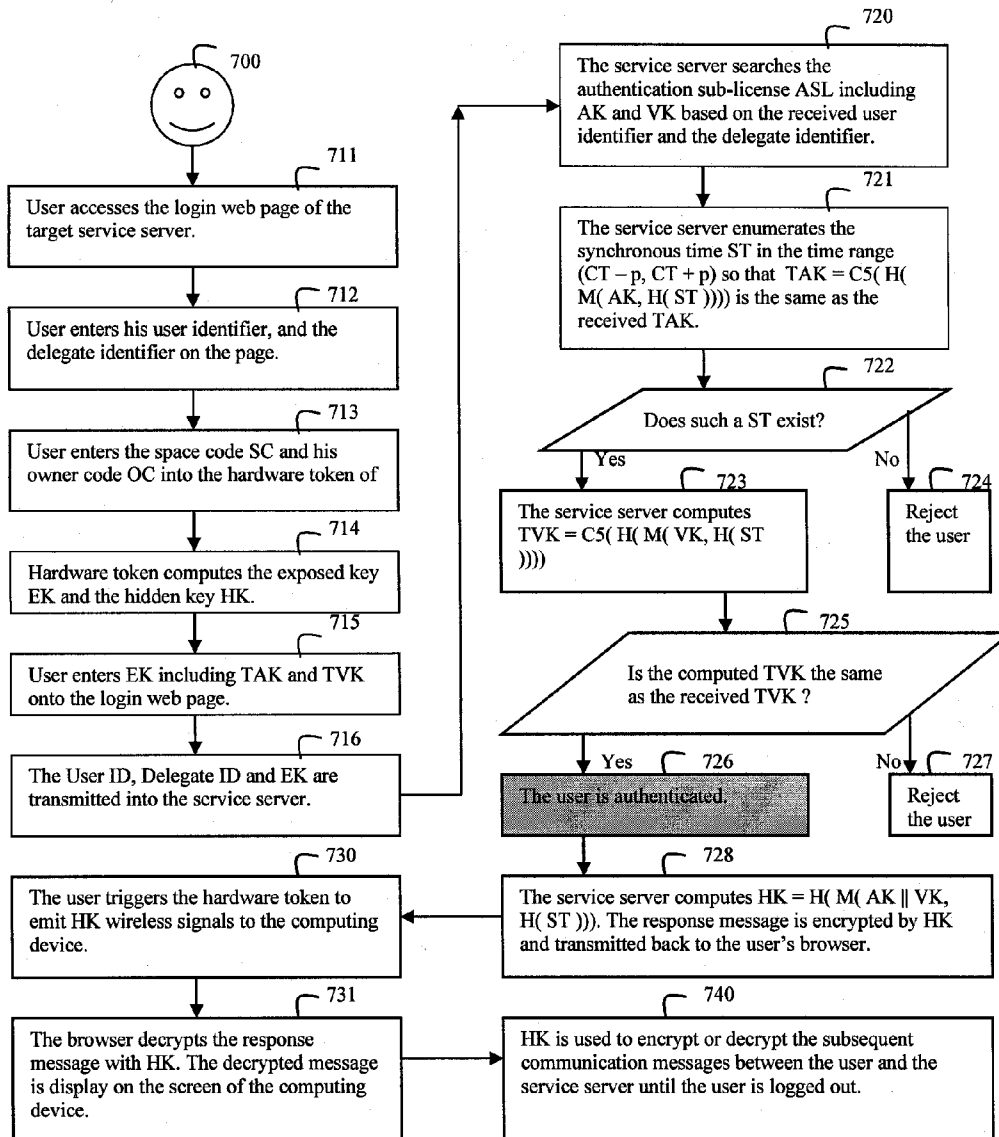 700
711
User accesses the login web page of the
target service server.
712
User enters his user identifier, and the
delegate identifier on the page.
713
User enters the space code SC and his
owner code OC into the hardware token of
714
Hardware token computes the exposed key
EK and the hidden key HK.
715
User enters EK including TAK and TVK
onto the login web page.
716
The User ID, Delegate ID and EK are
transmitted into the service server.
720
The service server searches the
authentication sub-license ASL including
AK and VK based on the received user
identifier and the delegate identifier.
721
The service server enumerates the
synchronous time ST in the time range
(CT – p, CT + p) so that TAK = C5( H(
M( AK, H( ST )))) is the same as the
received TAK.
722
Does such a ST exist?
Yes
No
723
The service server computes
TVK = C5( H( M( VK, H( ST
))))
724
Reject
the user
725
Is the computed TVK the same
as the received TVK ?
Yes
No
726
The user is authenticated.
727
Reject
the user
728
The service server computes HK = H( M( AK || VK,
H( ST ))). The response message is encrypted by HK
and transmitted back to the user's browser.
730
The user triggers the hardware token to
emit HK wireless signals to the computing
device.
731
The browser decrypts the response
message with HK. The decrypted message
is display on the screen of the computing
device.
740
HK is used to encrypt or decrypt the subsequent
communication messages between the user and the
service server until the user is logged out.